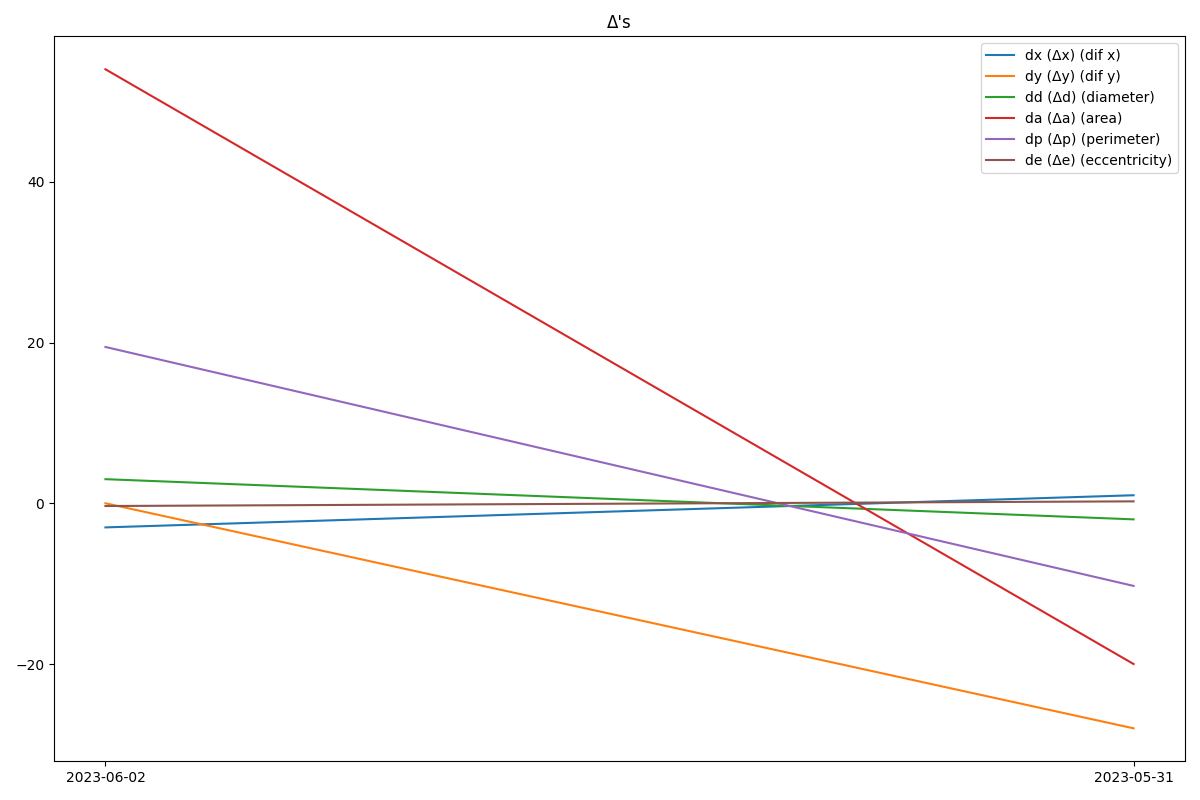 Δ's
dx (Δx) (dif x)
dy (Δy) (dif y)
dd (Δd) (diameter)
da (Δa) (area)
dp (Δp) (perimeter)
de (Δe) (eccentricity)
40
20
0
−20
2023-06-02
2023-05-31